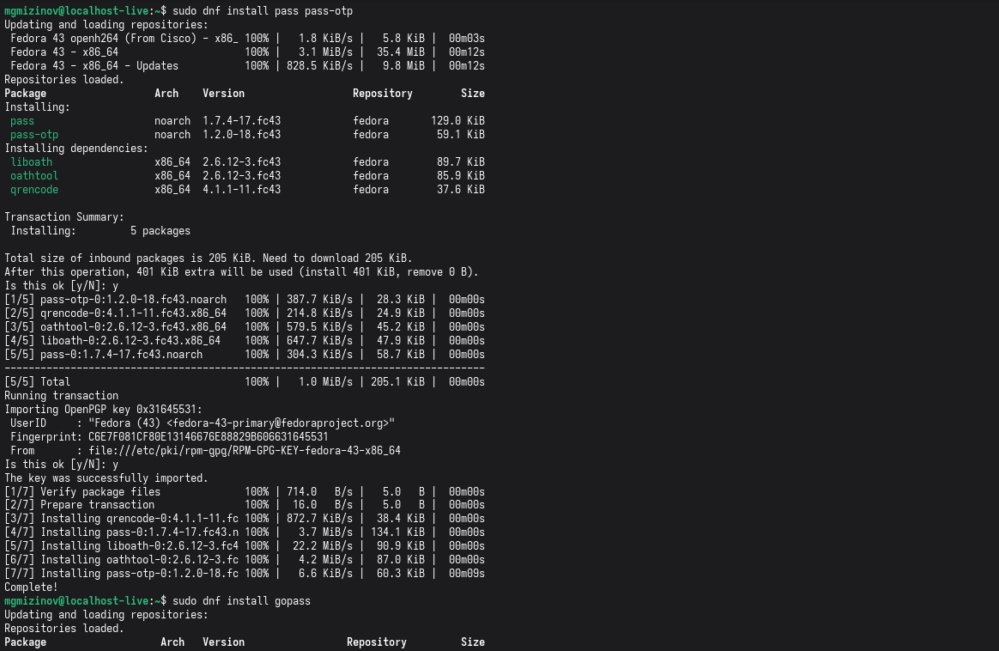 mgmizinov@localhost-live:~$ sudo dnf install pass pass-otp
Updating and loading repositories:
 Fedora 43 openh264 (From Cisco) - x86_ 100% |   1.8 KiB/s |   5.8 KiB |  00m03s
 Fedora 43 - x86_64                     100% |   3.1 MiB/s |  35.4 MiB |  00m12s
 Fedora 43 - x86_64 - Updates           100% | 828.5 KiB/s |   9.8 MiB |  00m12s
Repositories loaded.
Package                  Arch    Version                  Repository        Size
Installing:
 pass                    noarch  1.7.4-17.fc43            fedora       129.0 KiB
 pass-otp                noarch  1.2.0-18.fc43            fedora        59.1 KiB
Installing dependencies:
 liboath                 x86_64  2.6.12-3.fc43            fedora        89.7 KiB
 oathtool                x86_64  2.6.12-3.fc43            fedora        85.9 KiB
 qrencode                x86_64  4.1.1-11.fc43            fedora        37.6 KiB

Transaction Summary:
 Installing:         5 packages

Total size of inbound packages is 205 KiB. Need to download 205 KiB.
After this operation, 401 KiB extra will be used (install 401 KiB, remove 0 B).
Is this ok [y/N]: y
[1/5] pass-otp-0:1.2.0-18.fc43.noarch   100% | 387.7 KiB/s |  28.3 KiB |  00m00s
[2/5] qrencode-0:4.1.1-11.fc43.x86_64   100% | 214.8 KiB/s |  24.9 KiB |  00m00s
[3/5] oathtool-0:2.6.12-3.fc43.x86_64   100% | 579.5 KiB/s |  45.2 KiB |  00m00s
[4/5] liboath-0:2.6.12-3.fc43.x86_64    100% | 647.7 KiB/s |  47.9 KiB |  00m00s
[5/5] pass-0:1.7.4-17.fc43.noarch       100% | 304.3 KiB/s |  58.7 KiB |  00m00s
--------------------------------------------------------------------------------
[5/5] Total                             100% |   1.0 MiB/s | 205.1 KiB |  00m00s
Running transaction
Importing OpenPGP key 0x31645531:
 UserID     : "Fedora (43) <fedora-43-primary@fedoraproject.org>"
 Fingerprint: C6E7F081CF80E13146676E88829B606631645531
 From       : file:///etc/pki/rpm-gpg/RPM-GPG-KEY-fedora-43-x86_64
Is this ok [y/N]: y
The key was successfully imported.
[1/7] Verify package files              100% | 714.0   B/s |   5.0   B |  00m00s
[2/7] Prepare transaction               100% |  16.0   B/s |   5.0   B |  00m00s
[3/7] Installing qrencode-0:4.1.1-11.fc 100% | 872.7 KiB/s |  38.4 KiB |  00m00s
[4/7] Installing pass-0:1.7.4-17.fc43.n 100% |   3.7 MiB/s | 134.1 KiB |  00m00s
[5/7] Installing liboath-0:2.6.12-3.fc4 100% |  22.2 MiB/s |  90.9 KiB |  00m00s
[6/7] Installing oathtool-0:2.6.12-3.fc 100% |   4.2 MiB/s |  87.0 KiB |  00m00s
[7/7] Installing pass-otp-0:1.2.0-18.fc 100% |   6.6 KiB/s |  60.3 KiB |  00m09s
Complete!
mgmizinov@localhost-live:~$ sudo dnf install gopass
Updating and loading repositories:
Repositories loaded.
Package                   Arch   Version                 Repository         Size